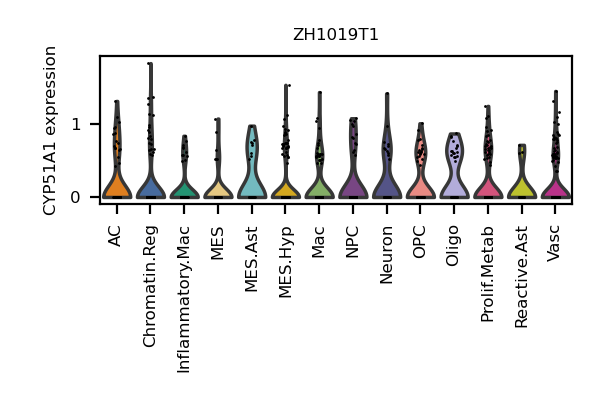 ZH1019T1
CYP51A1 expression
1
0
AC
Chromatin.Reg
Inflammatory.Mac
MES
MES.Ast
MES.Hyp
Mac
NPC
Neuron
OPC
Oligo
Prolif.Metab
Reactive.Ast
Vasc